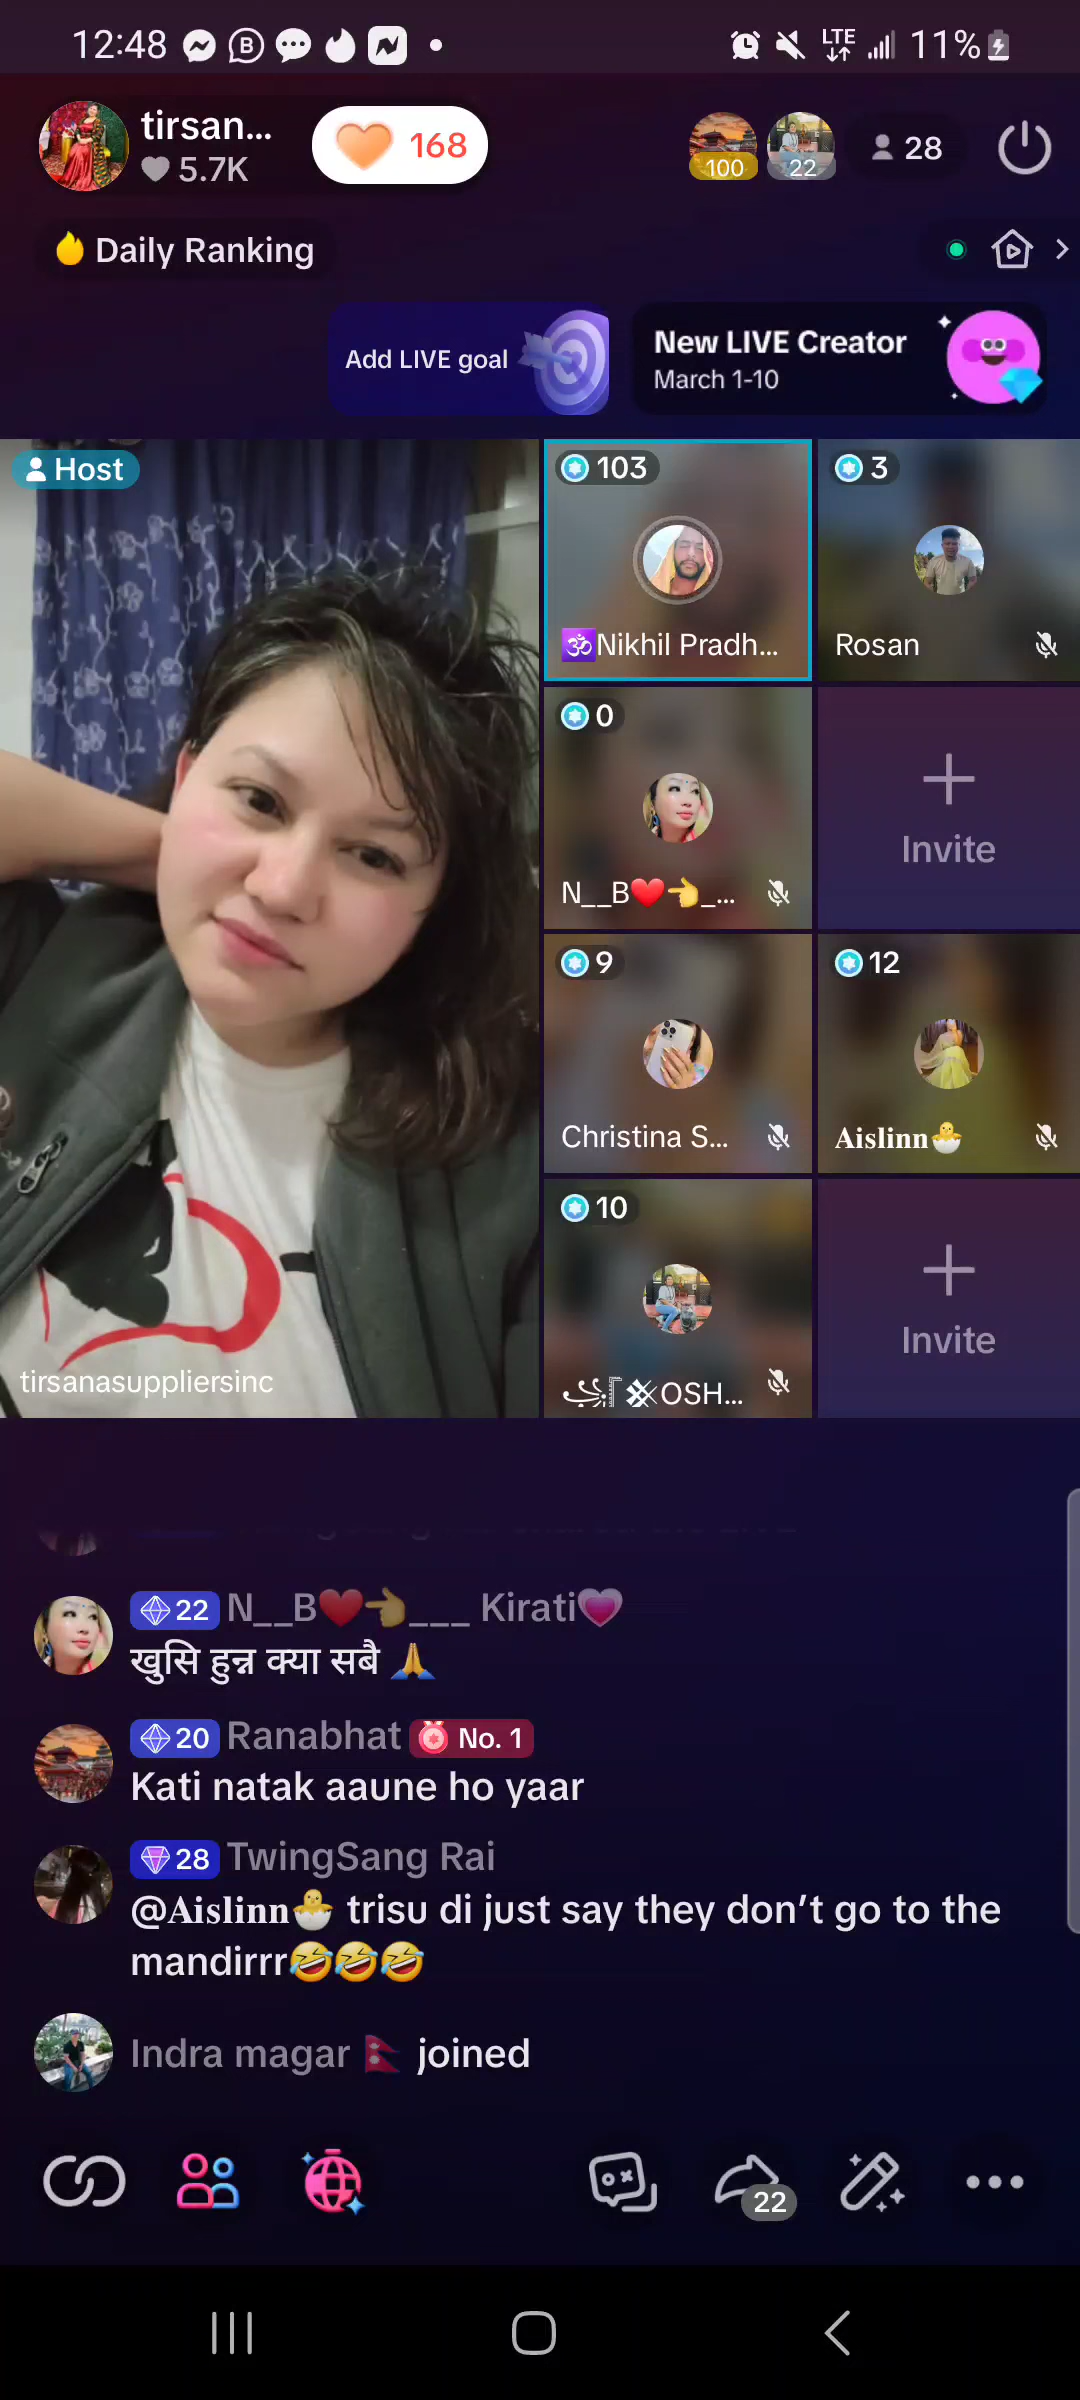 12:48 LTE 11%
tirsan... 168 100 22 28
5.7K
Daily Ranking
Add LIVE goal
New LIVE Creator
March 1-10
Host
tirsanasuppliersinc
103
🕉Nikhil Pradh...
3
Rosan
0
N__B❤️👈_...
Invite
9
Christina S...
12
𝐀𝐢𝐬𝐥𝐢𝐧𝐧🐣
10
OSH...
Invite
22 N__B❤️👈___ Kirati💗
खुसि हुन्न क्या सबै 🙏
20 Ranabhat No. 1
Kati natak aaune ho yaar
28 TwingSang Rai
@𝐀𝐢𝐬𝐥𝐢𝐧𝐧🐣 trisu di just say they don’t go to the
mandirrr🤣🤣🤣
Indra magar 🇳🇵 joined
22